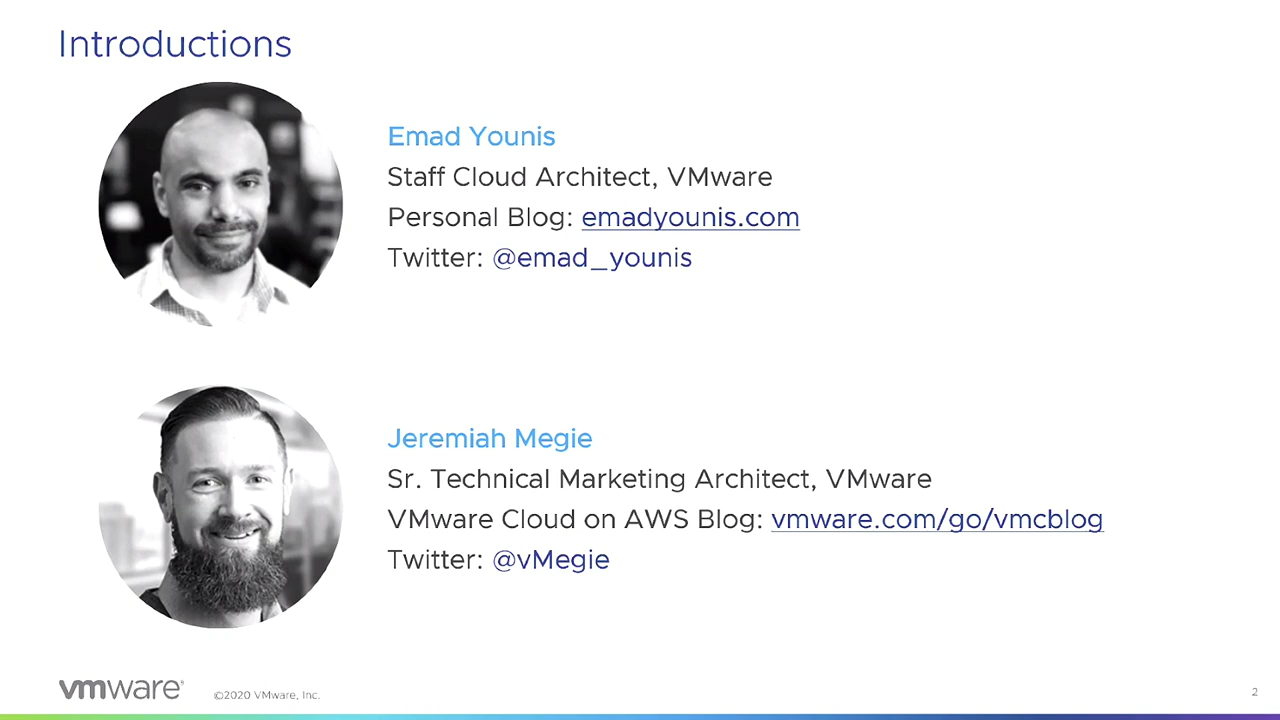 Introductions
Emad Younis
Staff Cloud Architect, VMware
Personal Blog: emadyounis.com
Twitter: @emad_younis
Jeremiah Megie
Sr. Technical Marketing Architect, VMware
VMware Cloud on AWS Blog: vmware.com/go/vmcblog
Twitter: @vMegie
vmware®
©2020 VMware, Inc.
2